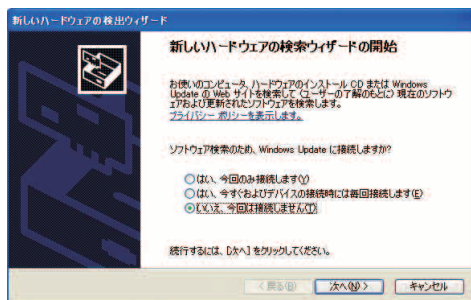 新しいハードウェアの検出ウィザード
新しいハードウェアの検索ウィザードの開始
お使いのコンピュータ、ハードウェアのインストール CD または Windows
Update の Web サイトを検索して (ユーザーの了解のもとに) 現在のソフトウ
ェアおよび更新されたソフトウェアを検索します。
プライバシー ポリシーを表示します。
ソフトウェア検索のため、Windows Update に接続しますか?
はい、今回のみ接続します(Y)
はい、今すぐおよびデバイスの接続時には毎回接続します(E)
いいえ、今回は接続しません(T)
続行するには、[次へ] をクリックしてください。
< 戻る(B) 次へ(N) > キャンセル